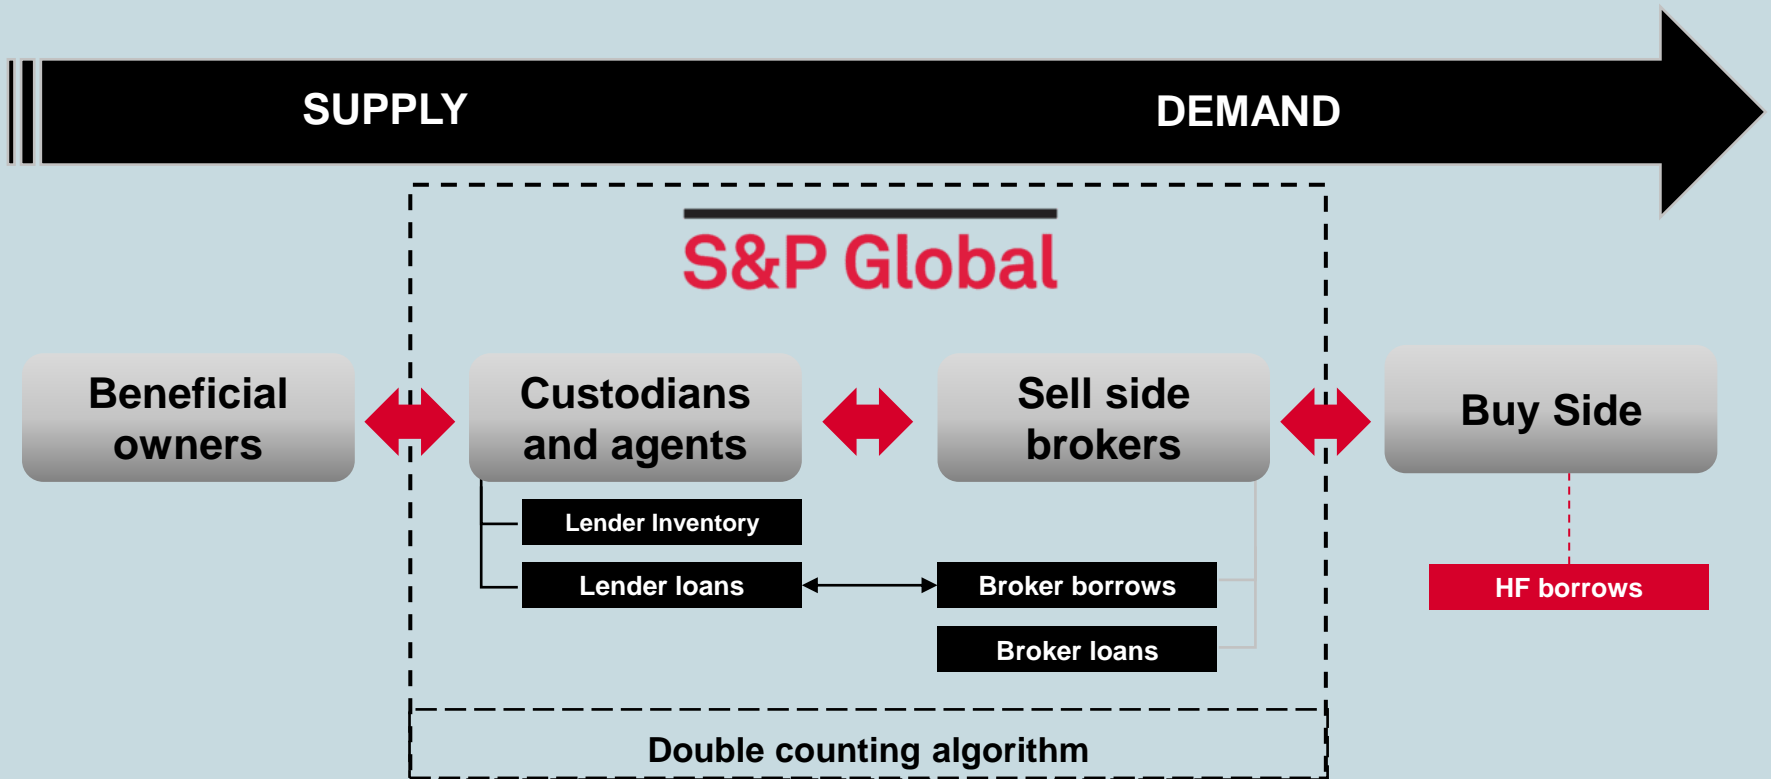 SUPPLY
DEMAND
S&P Global
Beneficial
owners
Custodians
and agents
Sell side
brokers
Buy Side
Lender Inventory
Lender loans
Broker borrows
HF borrows
Broker loans
Double counting algorithm